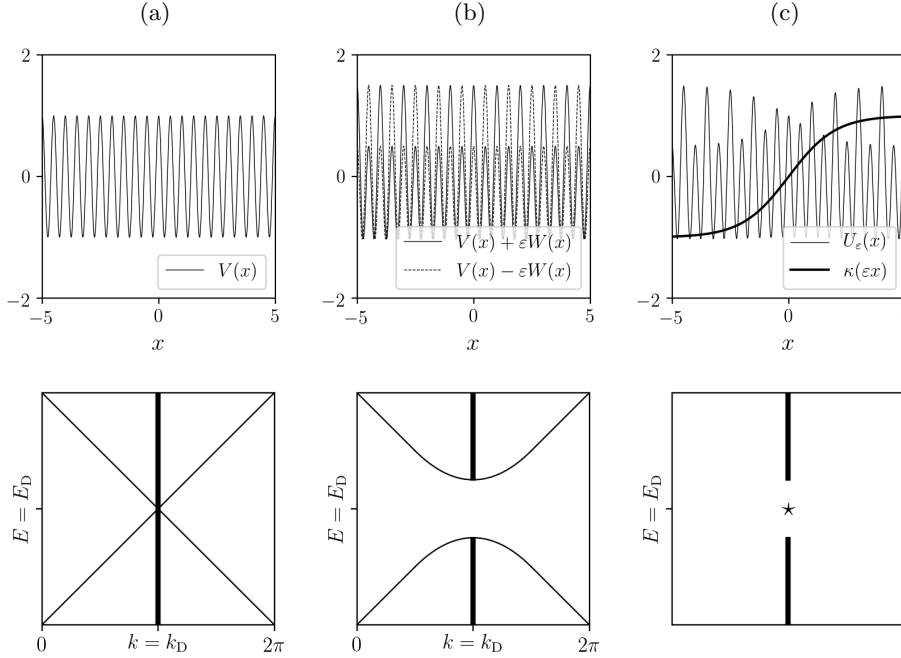 (a)
(b)
(c)
2
0
−2
−5
0
5
x
V(x)
2
0
−2
−5
0
5
x
V(x) + εW(x)
V(x) − εW(x)
2
0
−2
−5
0
5
x
U_ε(x)
κ(εx)
E = E_D
0
k = k_D
2π
E = E_D
0
k = k_D
2π
E = E_D